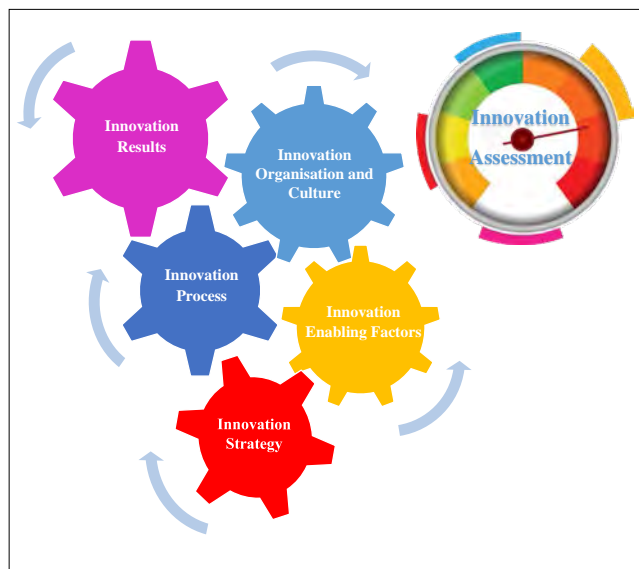 Innovation
Results
Innovation
Organisation and
Culture
Innovation
Assessment
Innovation
Process
Innovation
Enabling Factors
Innovation
Strategy